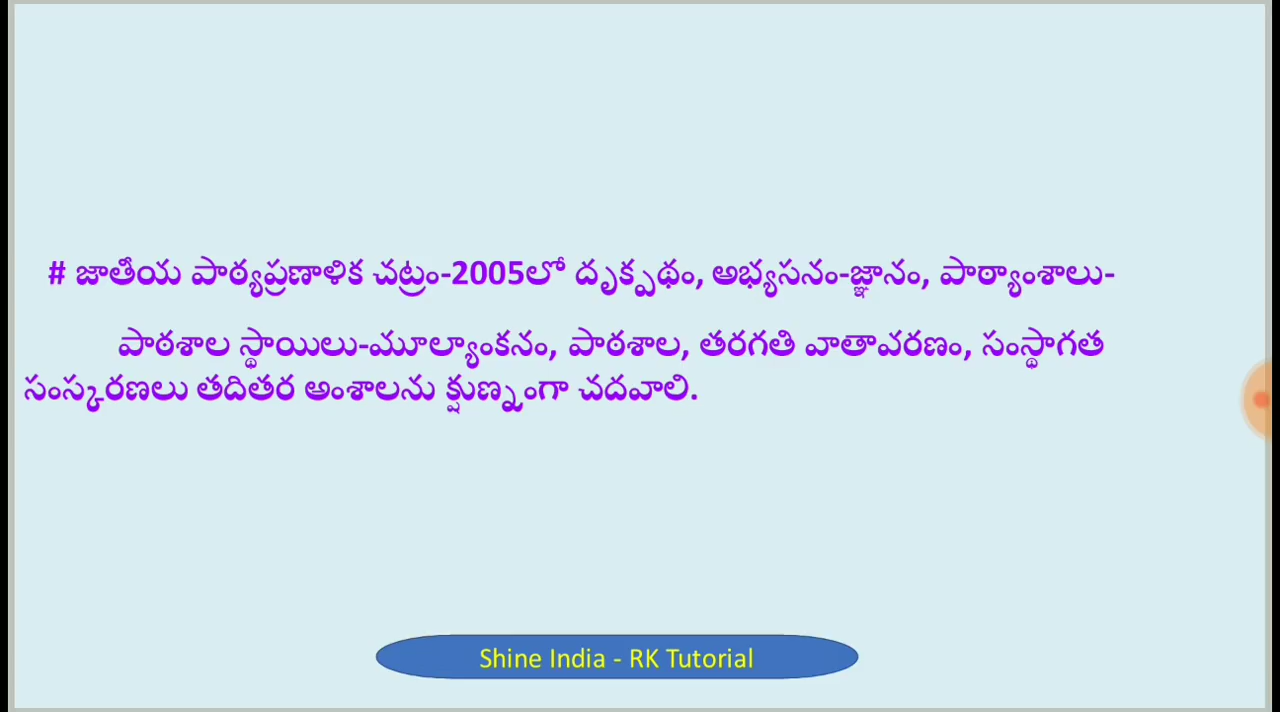 # జాతీయ పాఠ్యప్రణాళిక చట్రం-2005లో దృక్పథం, అభ్యసనం-జ్ఞానం, పాఠ్యాంశాలు-
పాఠశాల స్థాయిలు-మూల్యాంకనం, పాఠశాల, తరగతి వాతావరణం, సంస్థాగత
సంస్కరణలు తదితర అంశాలను క్షుణ్నంగా చదవాలి.
Shine India - RK Tutorial